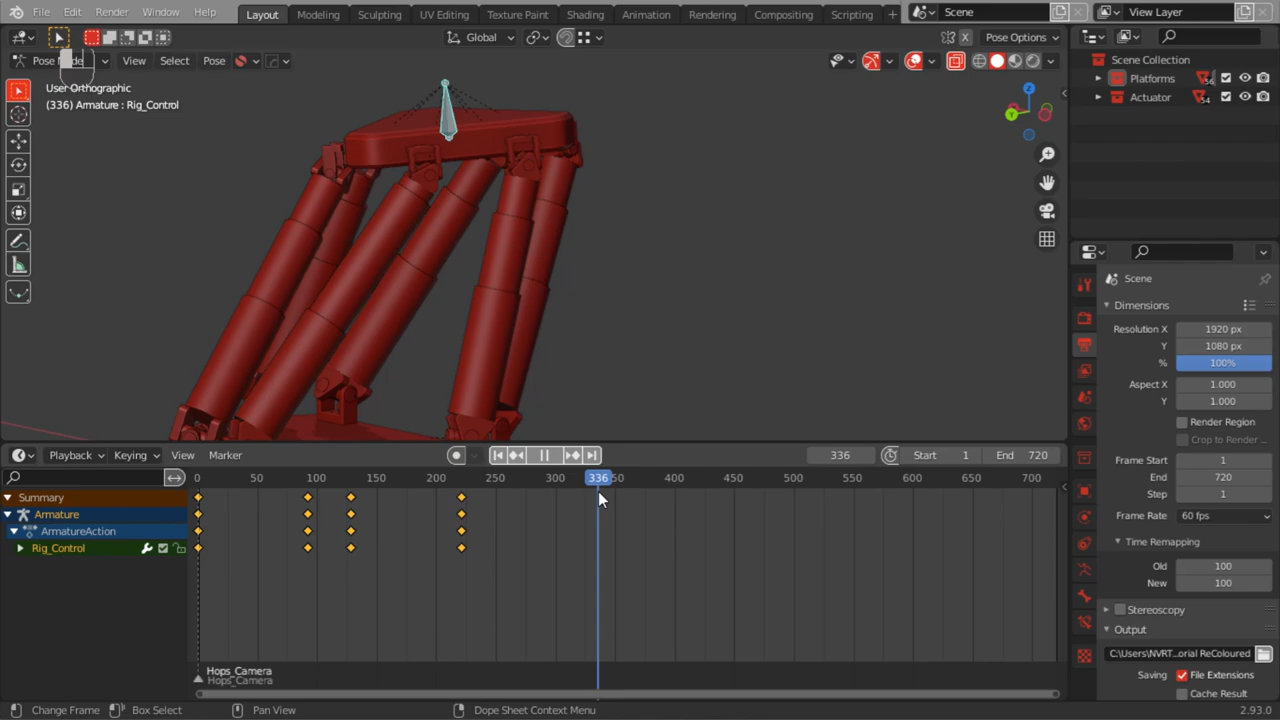 File Edit Render Window Help Layout Modeling Sculpting UV Editing Texture Paint Shading Animation Rendering Compositing Scripting + Scene View Layer
Global Pose Options
View Select Pose
User Orthographic
(336) Armature : Rig_Control
Z
Y
Scene Collection
Platforms 56
Actuator 54
Scene
Dimensions
Resolution X 1920 px
Y 1080 px
% 100%
Aspect X 1.000
Y 1.000
Render Region
Crop to Render ...
Frame Start 1
End 720
Step 1
Frame Rate 60 fps
Time Remapping
Old 100
New 100
Stereoscopy
Output
C:\Users\NVRT...orial ReColoured
Saving File Extensions
Cache Result
Playback Keying View Marker 336 Start 1 End 720
0 50 100 150 200 250 300 336 50 400 450 500 550 600 650 700
Summary
Armature
ArmatureAction
Rig_Control
Hops_Camera
Hops_Camera
Change Frame Box Select Pan View Dope Sheet Context Menu 2.93.0